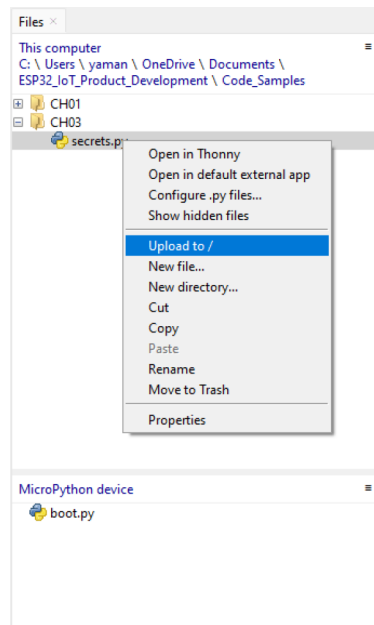 Files ×
This computer
C: \ Users \ yaman \ OneDrive \ Documents \
ESP32_IoT_Product_Development \ Code_Samples
CH01
CH03
secrets.py
Open in Thonny
Open in default external app
Configure .py files...
Show hidden files
Upload to /
New file...
New directory...
Cut
Copy
Paste
Rename
Move to Trash
Properties
MicroPython device
boot.py